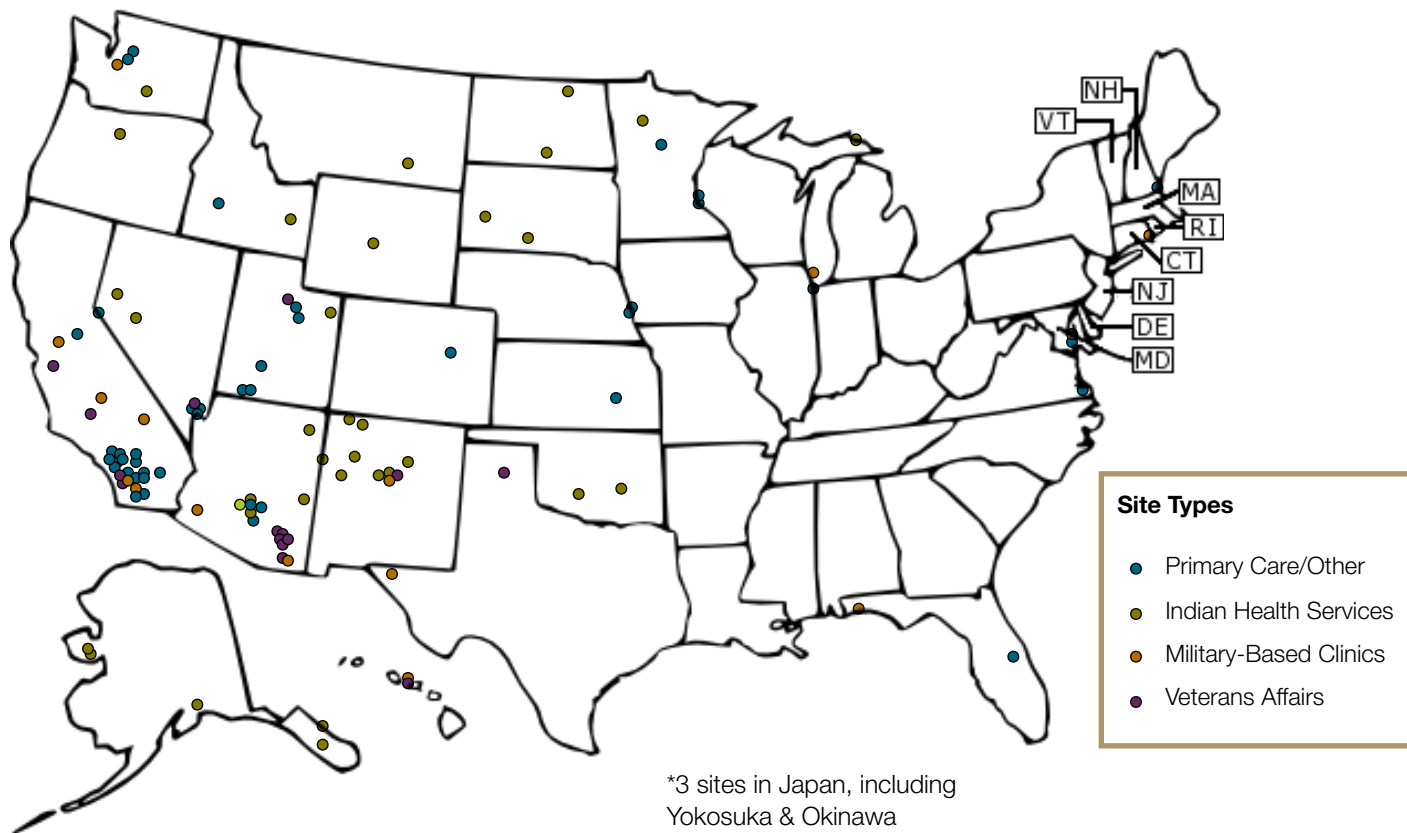 NH
VT
MA
RI
CT
NJ
DE
MD
Site Types
Primary Care/Other
Indian Health Services
Military-Based Clinics
Veterans Affairs
*3 sites in Japan, including
Yokosuka & Okinawa